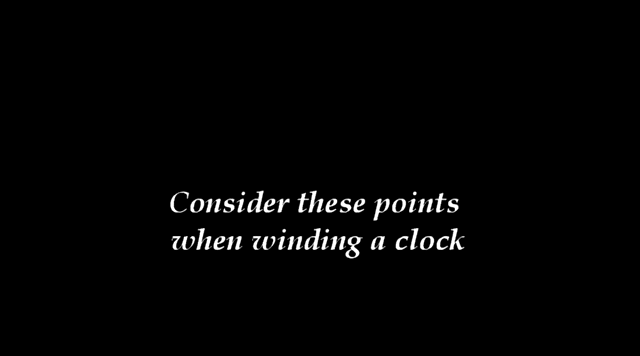 Consider these points
when winding a clock